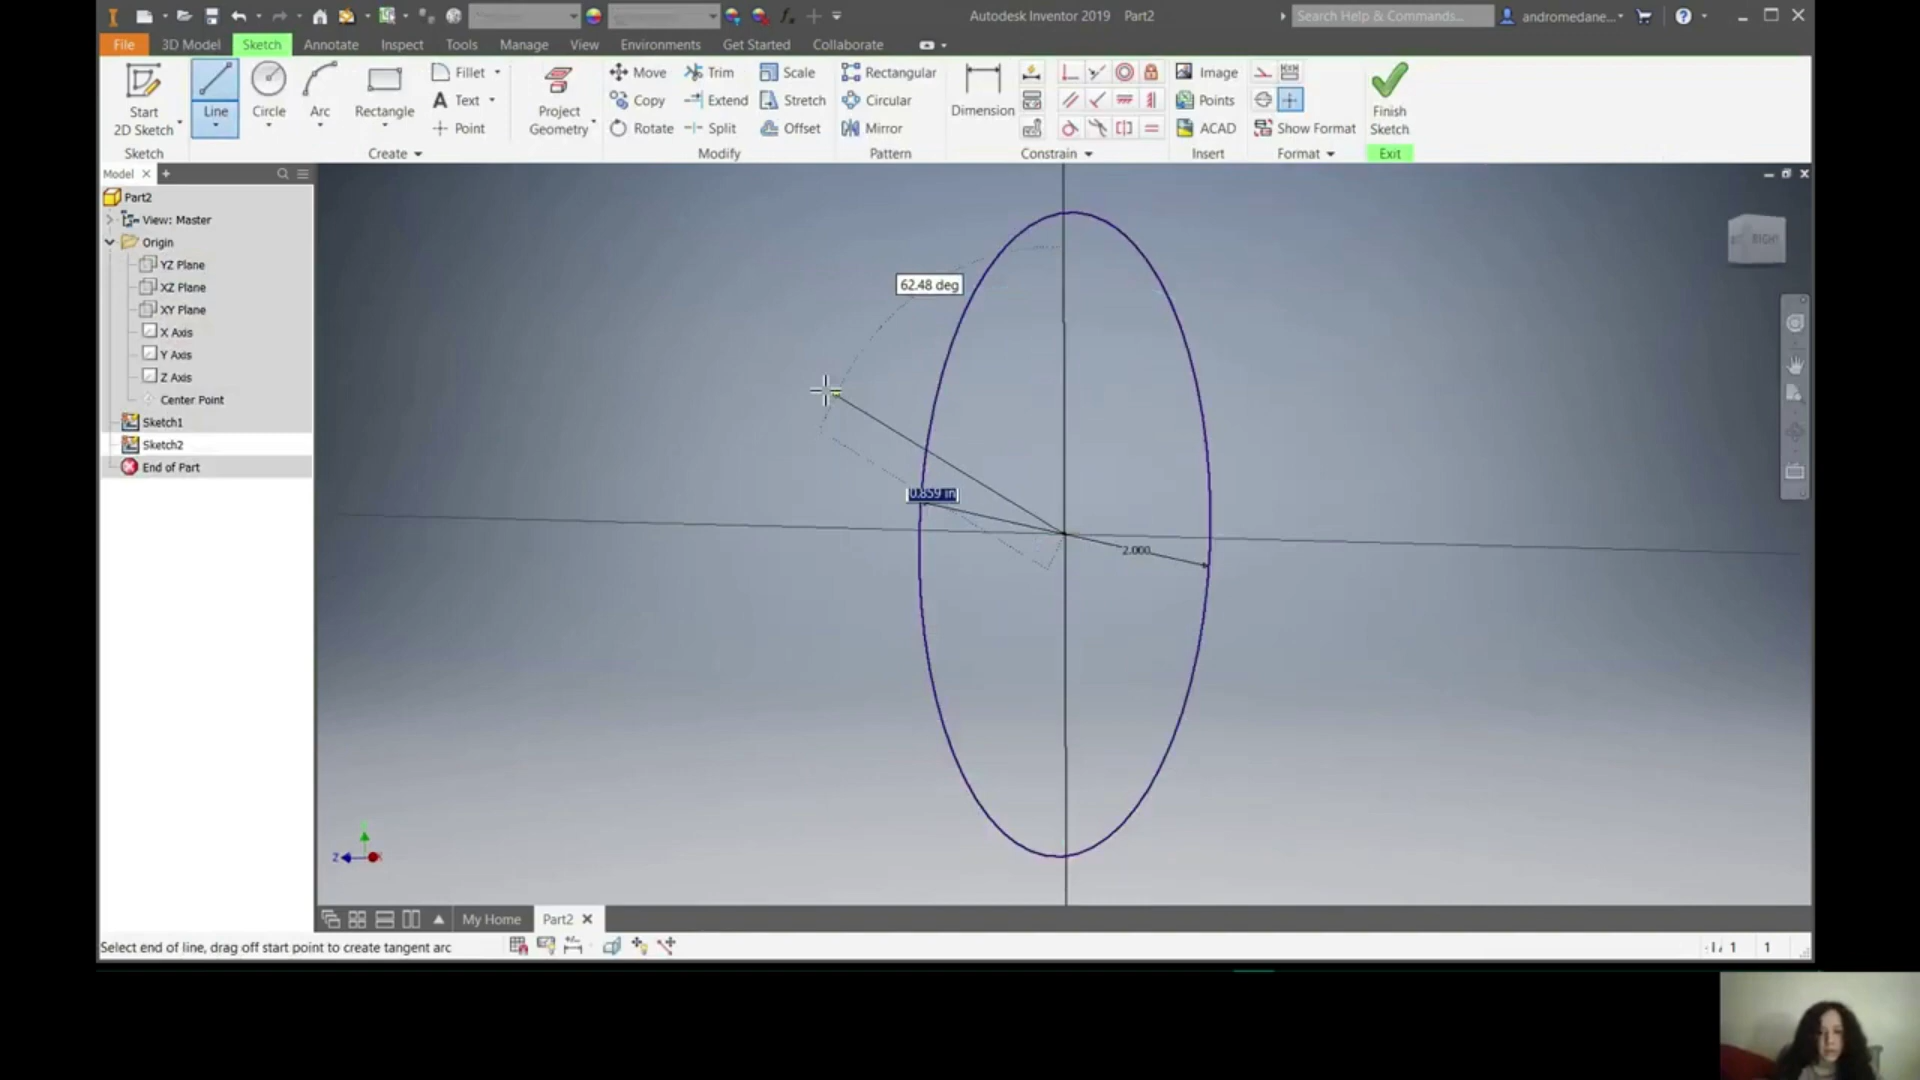 Autodesk Inventor 2019 Part2
Search Help & Commands...
andromedane...
File 3D Model Sketch Annotate Inspect Tools Manage View Environments Get Started Collaborate
Start 2D Sketch
Line
Circle
Arc
Rectangle
Fillet
Text
Point
Project Geometry
Move
Copy
Rotate
Trim
Extend
Split
Scale
Stretch
Offset
Rectangular
Circular
Mirror
Dimension
Image
Points
ACAD
Show Format
Finish Sketch
Sketch Create Modify Pattern Constrain Insert Format Exit
Model
Part2
View: Master
Origin
YZ Plane
XZ Plane
XY Plane
X Axis
Y Axis
Z Axis
Center Point
Sketch1
Sketch2
End of Part
RIGHT
62.48 deg
0.859 in
2.000
Z
My Home Part2
Select end of line, drag off start point to create tangent arc
1 1